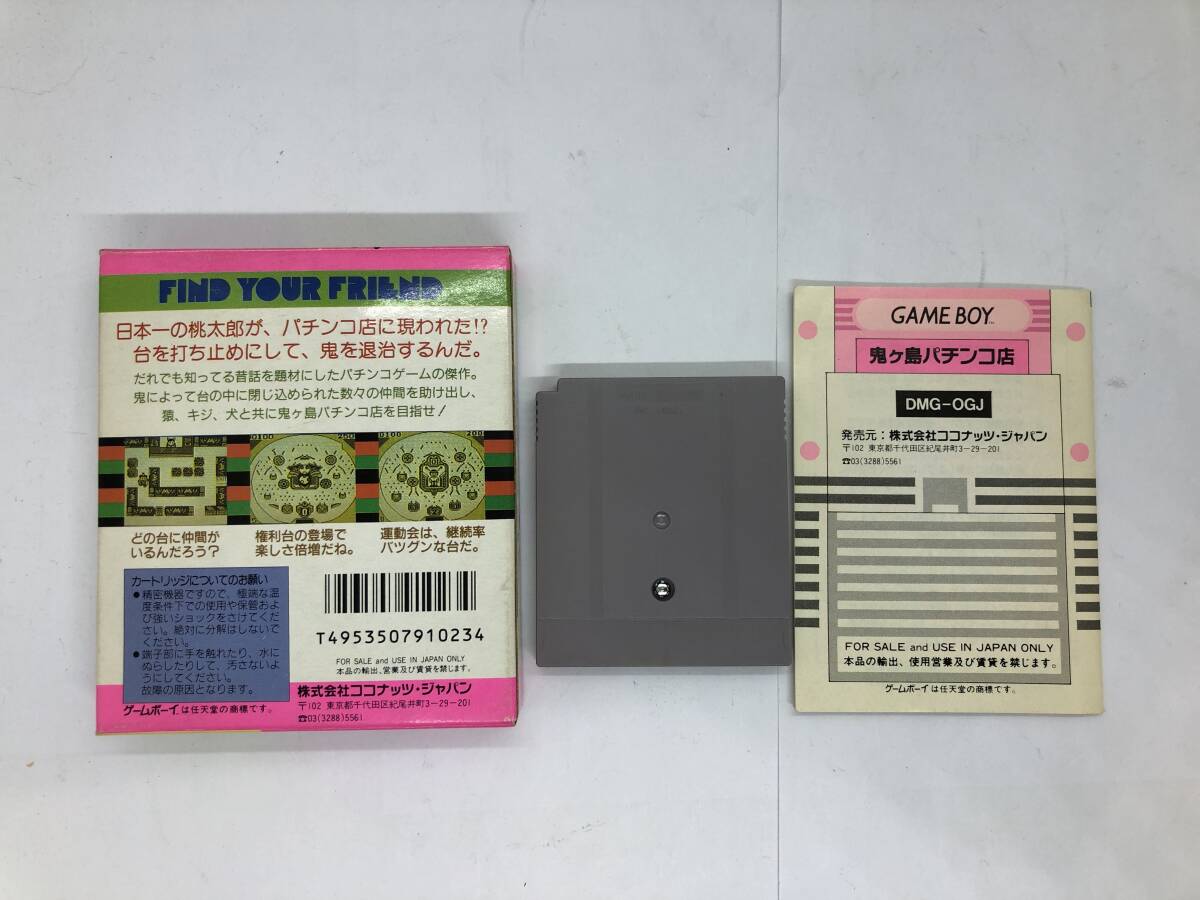 FIND YOUR FRIEND
日本一の桃太郎が、パチンコ店に現われた!?
台を打ち止めにして、鬼を退治するんだ。
だれでも知ってる昔話を題材にしたパチンコゲームの傑作。
鬼によって台の中に閉じ込められた数々の仲間を助け出し、
猿、キジ、犬と共に鬼ヶ島パチンコ店を目指せ!
0100 250
0100 200
どの台に仲間が
いるんだろう?
権利台の登場で
楽しさ倍増だね。
運動会は、継続率
バツグンな台だ。
カートリッジについてのお願い
●精密機器ですので、極端な温
度条件下での使用や保管およ
び強いショックをさけてくだ
さい。絶対に分解はしないで
ください。
●端子部に手を触れたり、水に
ぬらしたりして、汚さないよ
うにしてください。
故障の原因となります。
ゲームボーイは任天堂の商標です。
T4953507910234
FOR SALE and USE IN JAPAN ONLY
本品の輸出、営業及び賃貸を禁じます。
株式会社ココナッツ・ジャパン
〒102 東京都千代田区紀尾井町3-29-201
☎03(3288)5561
GAME BOY™
鬼ヶ島パチンコ店
DMG-OGJ
発売元:株式会社ココナッツ・ジャパン
〒102 東京都千代田区紀尾井町3-29-201
☎03(3288)5561
FOR SALE and USE IN JAPAN ONLY
本品の輸出、使用営業及び賃貸を禁じます。
ゲームボーイは任天堂の商標です。